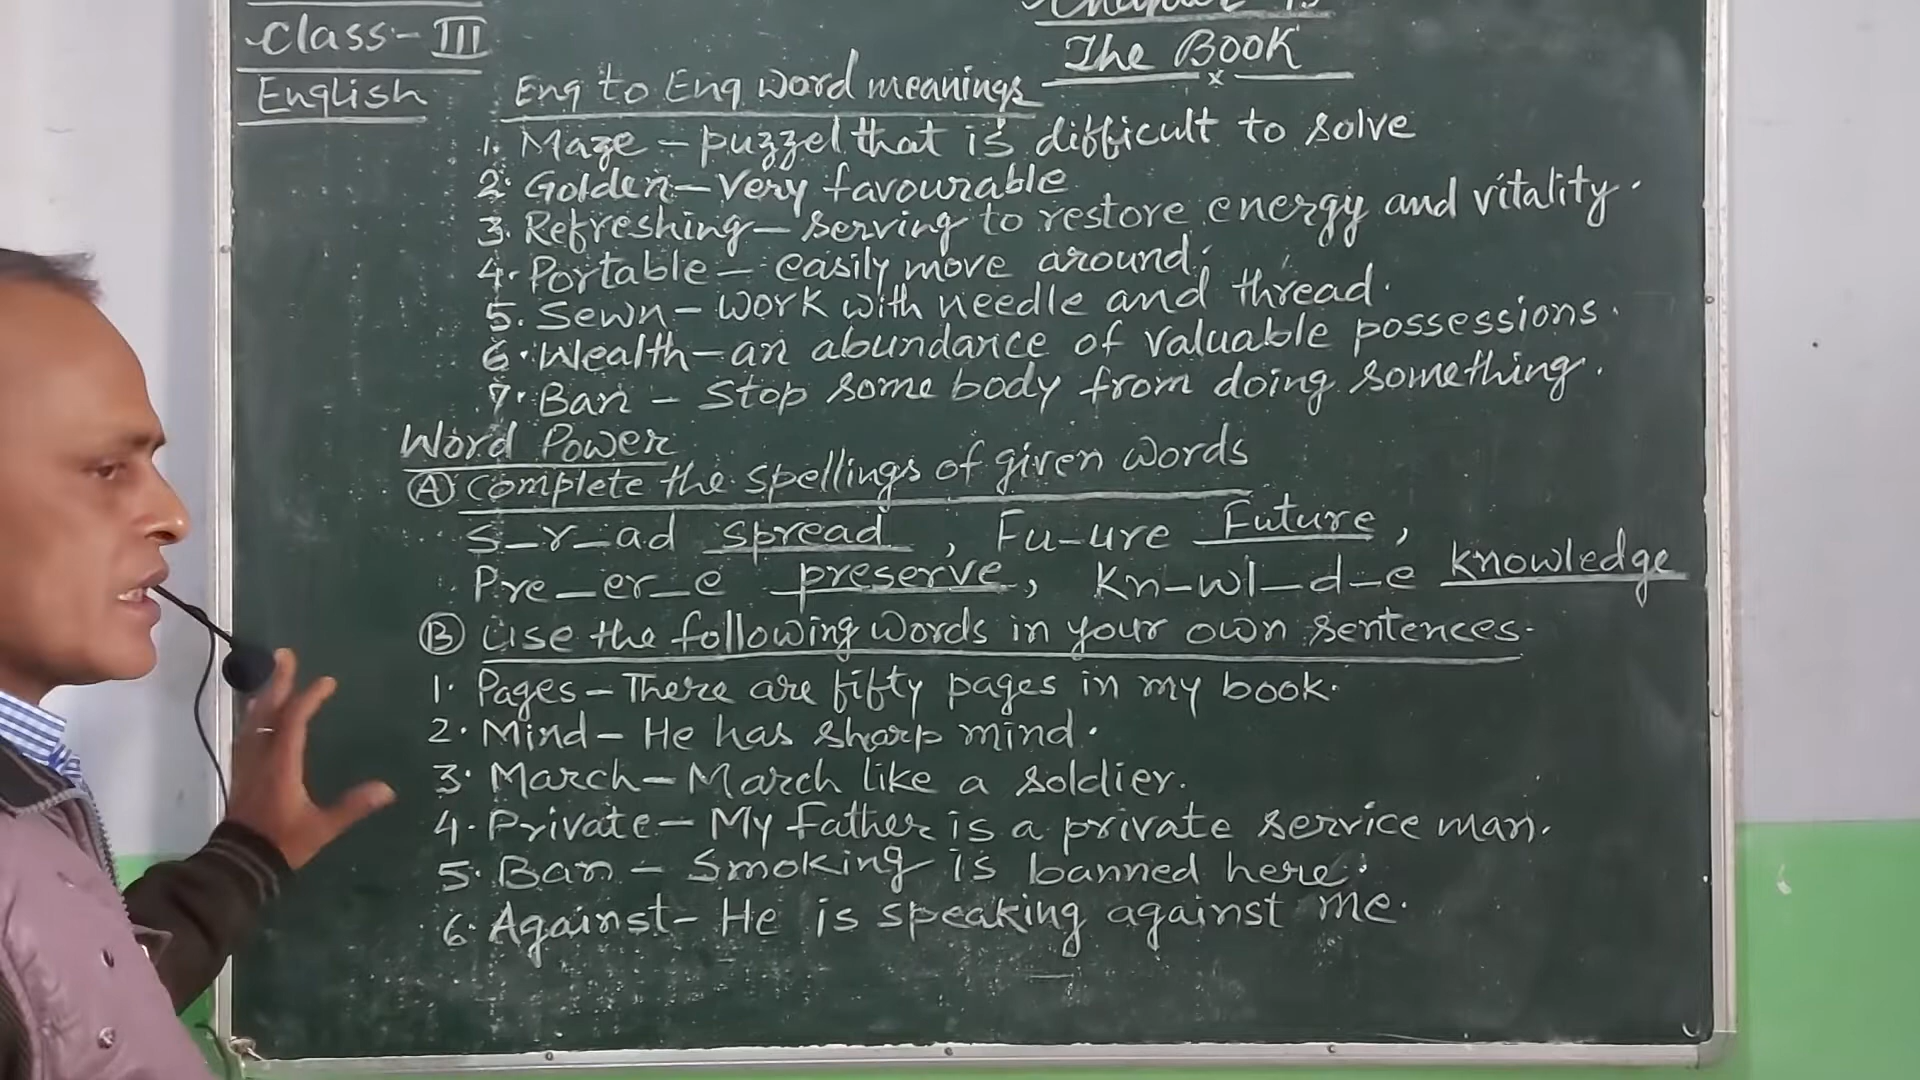 Class - III
English
Chapter
The Book
Eng to Eng word meanings
1. Maze - puzzel that is difficult to solve
2. Golden - Very favourable
3. Refreshing - serving to restore energy and vitality.
4. Portable - easily move around.
5. Sewn - work with needle and thread.
6. Wealth - an abundance of valuable possessions.
7. Ban - Stop some body from doing something.
Word Power
(A) Complete the spellings of given words
S_r_ad spread, Fu_ure Future,
Pre_er_e preserve, Kn_wl_d_e knowledge
(B) Use the following words in your own sentences.
1. Pages - There are fifty pages in my book.
2. Mind - He has sharp mind.
3. March - March like a soldier.
4. Private - My Father is a private service man.
5. Ban - Smoking is banned here.
6. Against - He is speaking against me.